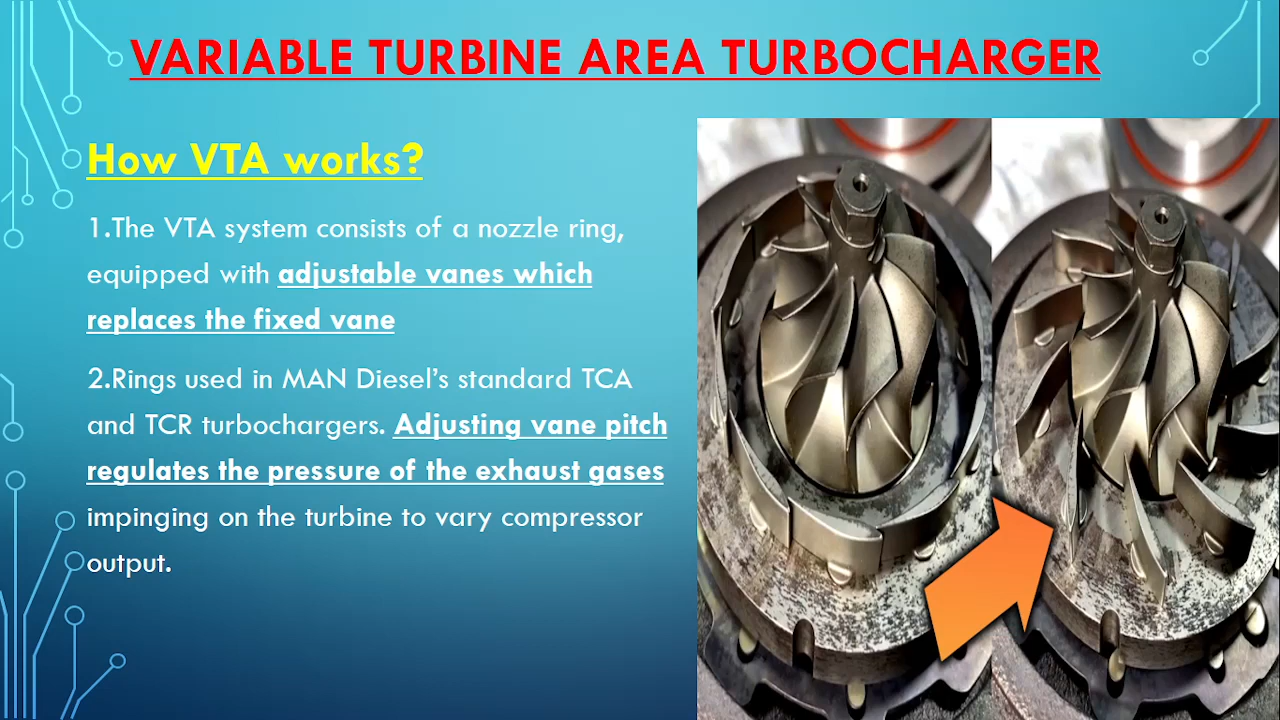 VARIABLE TURBINE AREA TURBOCHARGER
How VTA works?
1.The VTA system consists of a nozzle ring,
equipped with adjustable vanes which
replaces the fixed vane
2.Rings used in MAN Diesel’s standard TCA
and TCR turbochargers. Adjusting vane pitch
regulates the pressure of the exhaust gases
impinging on the turbine to vary compressor
output.